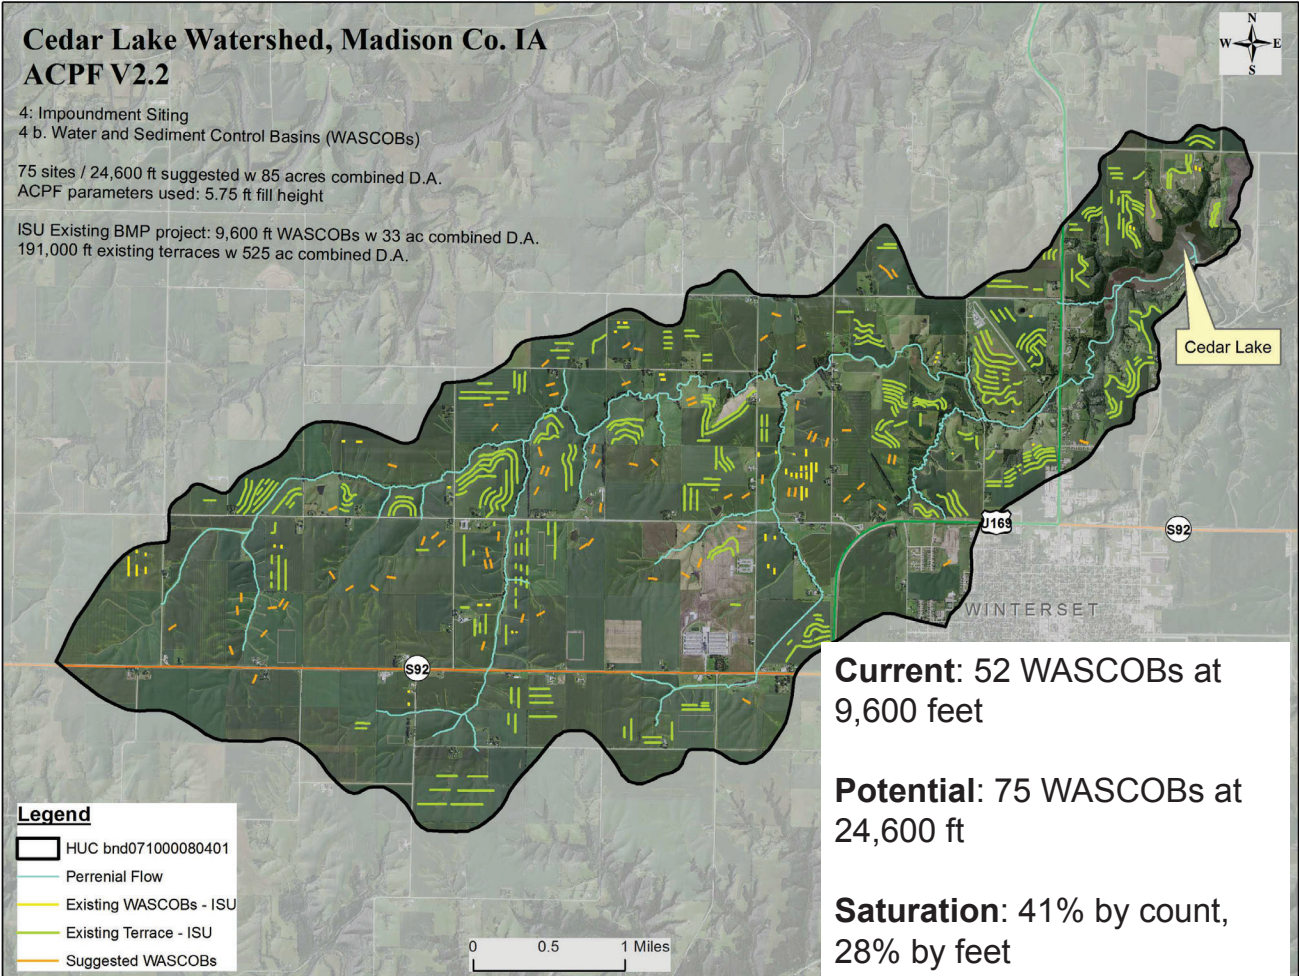 Cedar Lake Watershed, Madison Co. IA
ACPF V2.2
4: Impoundment Siting
4 b. Water and Sediment Control Basins (WASCOBs)
75 sites / 24,600 ft suggested w 85 acres combined D.A.
ACPF parameters used: 5.75 ft fill height
ISU Existing BMP project: 9,600 ft WASCOBs w 33 ac combined D.A.
191,000 ft existing terraces w 525 ac combined D.A.
N
W E
S
Cedar Lake
U169
S92
WINTERSET
S92
Current: 52 WASCOBs at
9,600 feet
Potential: 75 WASCOBs at
24,600 ft
Saturation: 41% by count,
28% by feet
Legend
HUC bnd071000080401
Perrenial Flow
Existing WASCOBs - ISU
Existing Terrace - ISU
Suggested WASCOBs
0 0.5 1 Miles